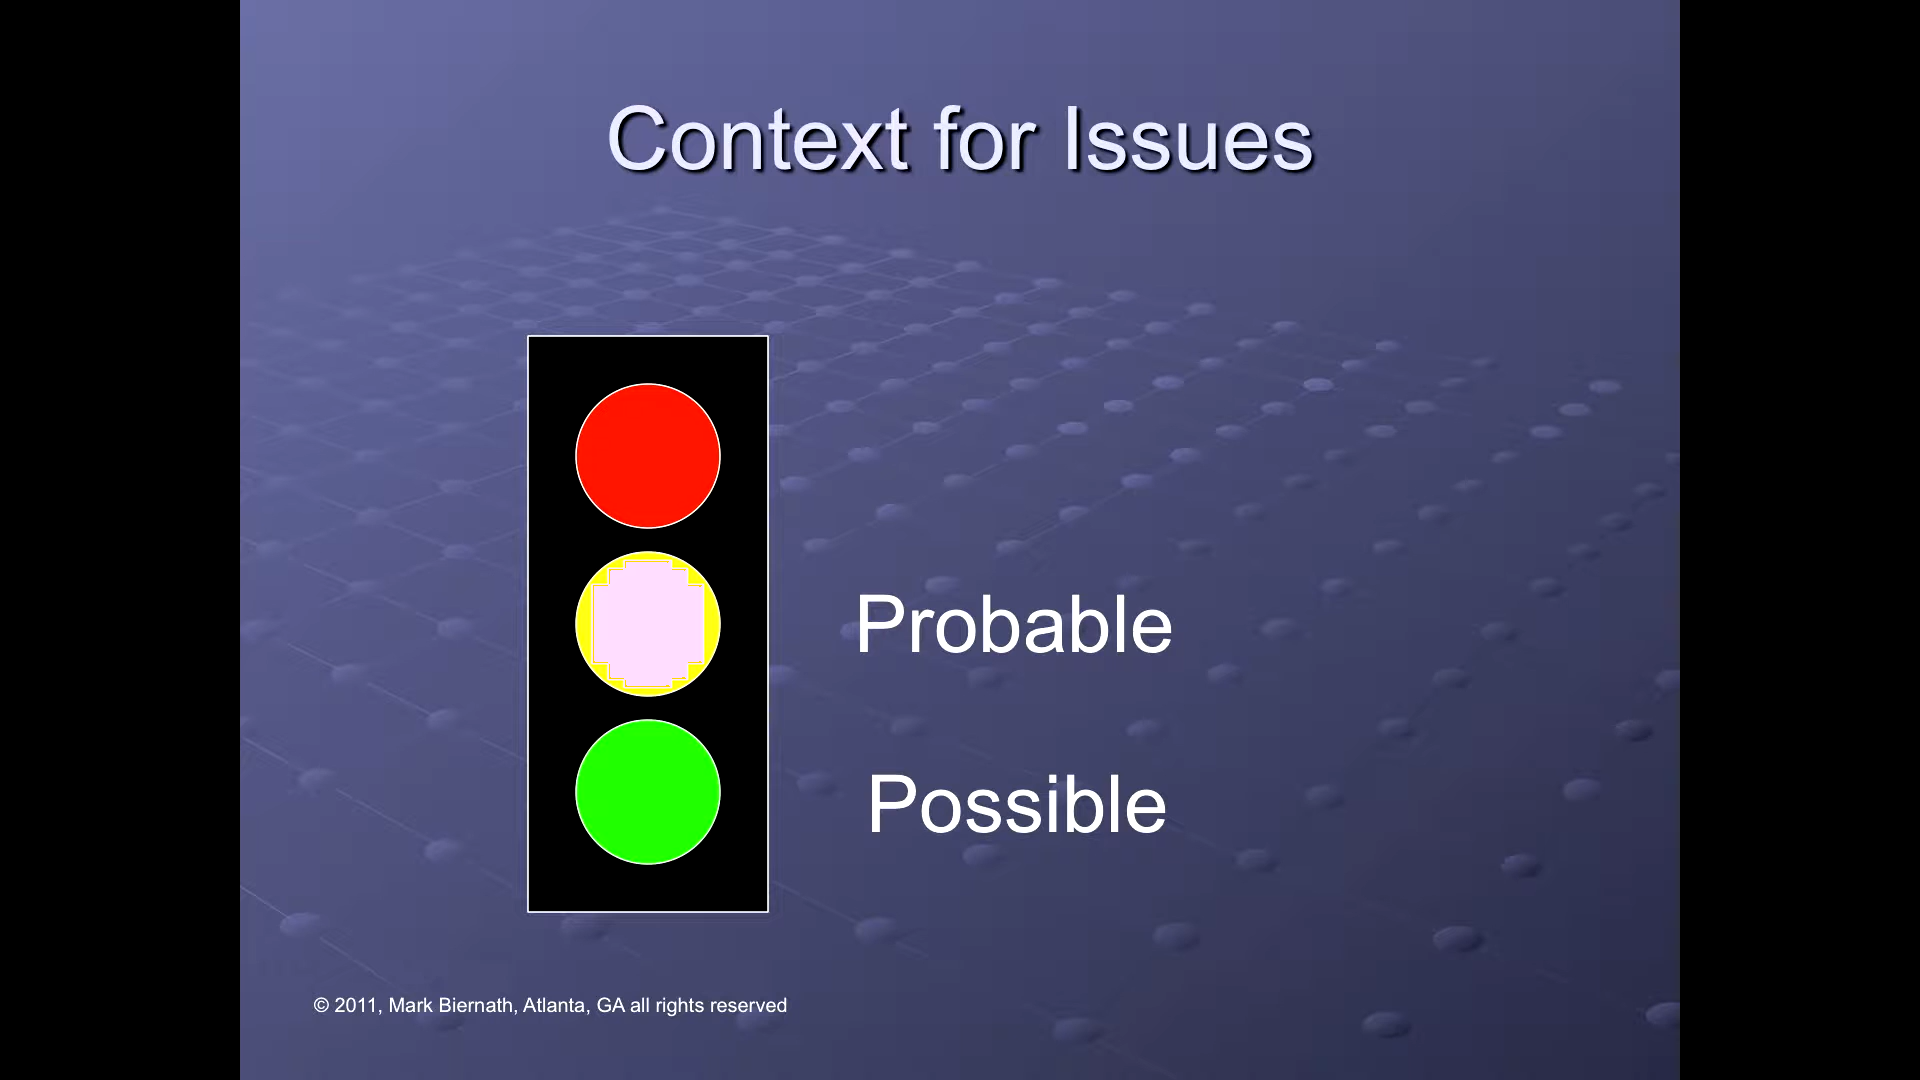 Context for Issues
Probable
Possible
© 2011, Mark Biernath, Atlanta, GA all rights reserved